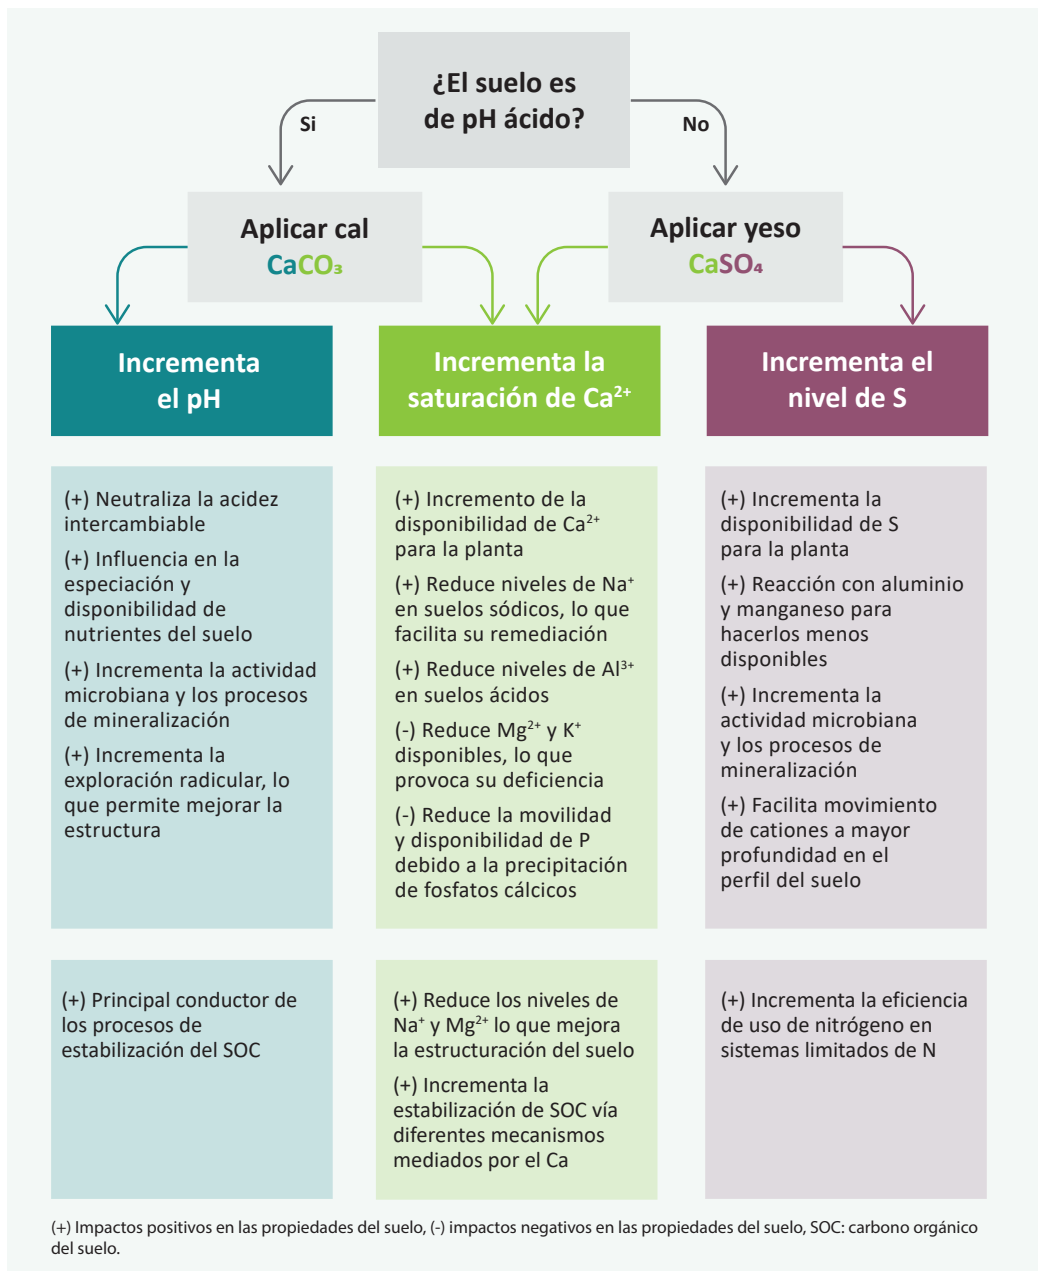 ¿El suelo es
de pH ácido?
Si
No
Aplicar cal
CaCO₃
Aplicar yeso
CaSO₄
Incrementa
el pH
Incrementa la
saturación de Ca²⁺
Incrementa el
nivel de S
(+) Neutraliza la acidez
intercambiable
(+) Influencia en la
especiación y
disponibilidad de
nutrientes del suelo
(+) Incrementa la actividad
microbiana y los procesos
de mineralización
(+) Incrementa la
exploración radicular, lo
que permite mejorar la
estructura
(+) Incremento de la
disponibilidad de Ca²⁺
para la planta
(+) Reduce niveles de Na⁺
en suelos sódicos, lo que
facilita su remediación
(+) Reduce niveles de Al³⁺
en suelos ácidos
(-) Reduce Mg²⁺ y K⁺
disponibles, lo que
provoca su deficiencia
(-) Reduce la movilidad
y disponibilidad de P
debido a la precipitación
de fosfatos cálcicos
(+) Incrementa la
disponibilidad de S
para la planta
(+) Reacción con aluminio
y manganeso para
hacerlos menos
disponibles
(+) Incrementa la
actividad microbiana
y los procesos de
mineralización
(+) Facilita movimiento
de cationes a mayor
profundidad en el
perfil del suelo
(+) Principal conductor de
los procesos de
estabilización del SOC
(+) Reduce los niveles de
Na⁺ y Mg²⁺ lo que mejora
la estructuración del suelo
(+) Incrementa la
estabilización de SOC vía
diferentes mecanismos
mediados por el Ca
(+) Incrementa la eficiencia
de uso de nitrógeno en
sistemas limitados de N
(+) Impactos positivos en las propiedades del suelo, (-) impactos negativos en las propiedades del suelo, SOC: carbono orgánico
del suelo.